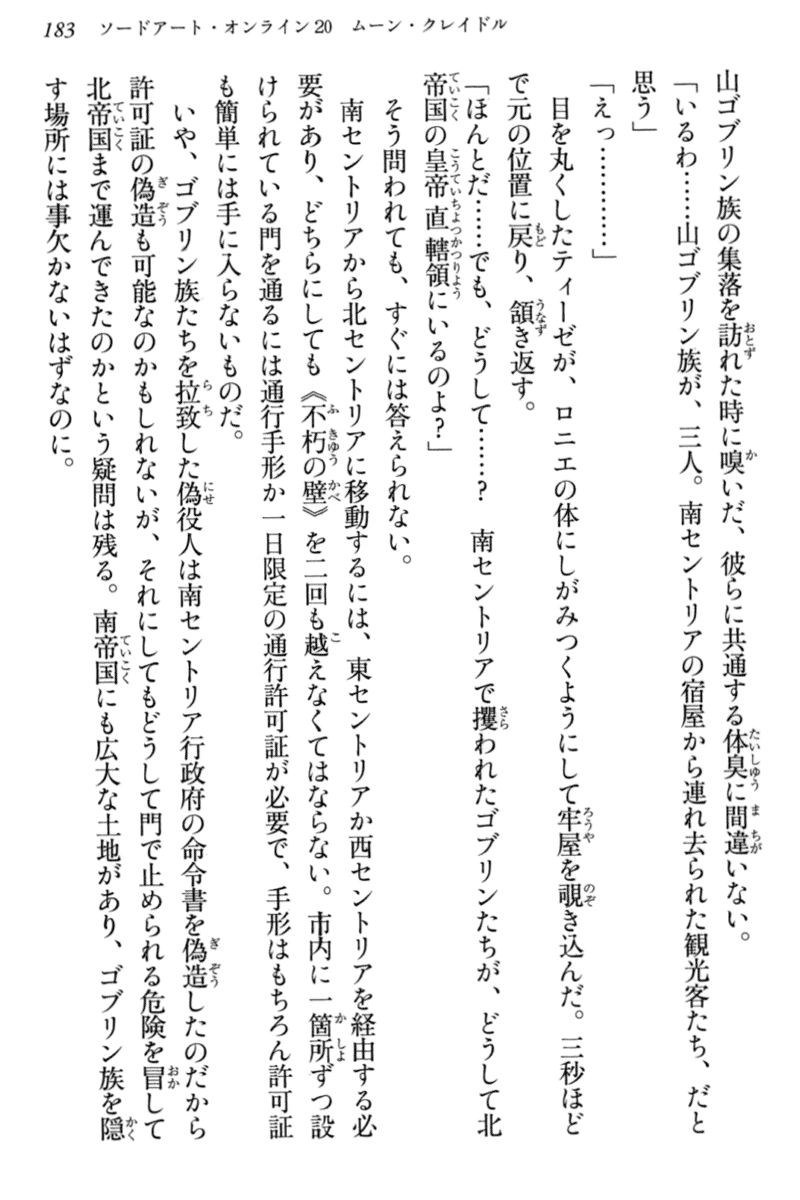 183　ソードアート・オンライン20　ムーン・クレイドル
山ゴブリン族の集落を訪れた時に嗅いだ、彼らに共通する体臭に間違いない。
「いるわ……山ゴブリン族が、三人。南セントリアの宿屋から連れ去られた観光客たち、だと
思う」
「えっ…………」
目を丸くしたティーゼが、ロニエの体にしがみつくようにして牢屋を覗き込んだ。三秒ほど
で元の位置に戻り、頷き返す。
「ほんとだ……でも、どうして……？　南セントリアで攫われたゴブリンたちが、どうして北
帝国の皇帝直轄領にいるのよ？」
そう問われても、すぐには答えられない。
南セントリアから北セントリアに移動するには、東セントリアか西セントリアを経由する必
要があり、どちらにしても《不朽の壁》を二回も越えなくてはならない。市内に一箇所ずつ設
けられている門を通るには通行手形か一日限定の通行許可証が必要で、手形はもちろん許可証
も簡単には手に入らないものだ。
いや、ゴブリン族たちを拉致した偽役人は南セントリア行政府の命令書を偽造したのだから
許可証の偽造も可能なのかもしれないが、それにしてもどうして門で止められる危険を冒して
北帝国まで運んできたのかという疑問は残る。南帝国にも広大な土地があり、ゴブリン族を隠
す場所には事欠かないはずなのに。